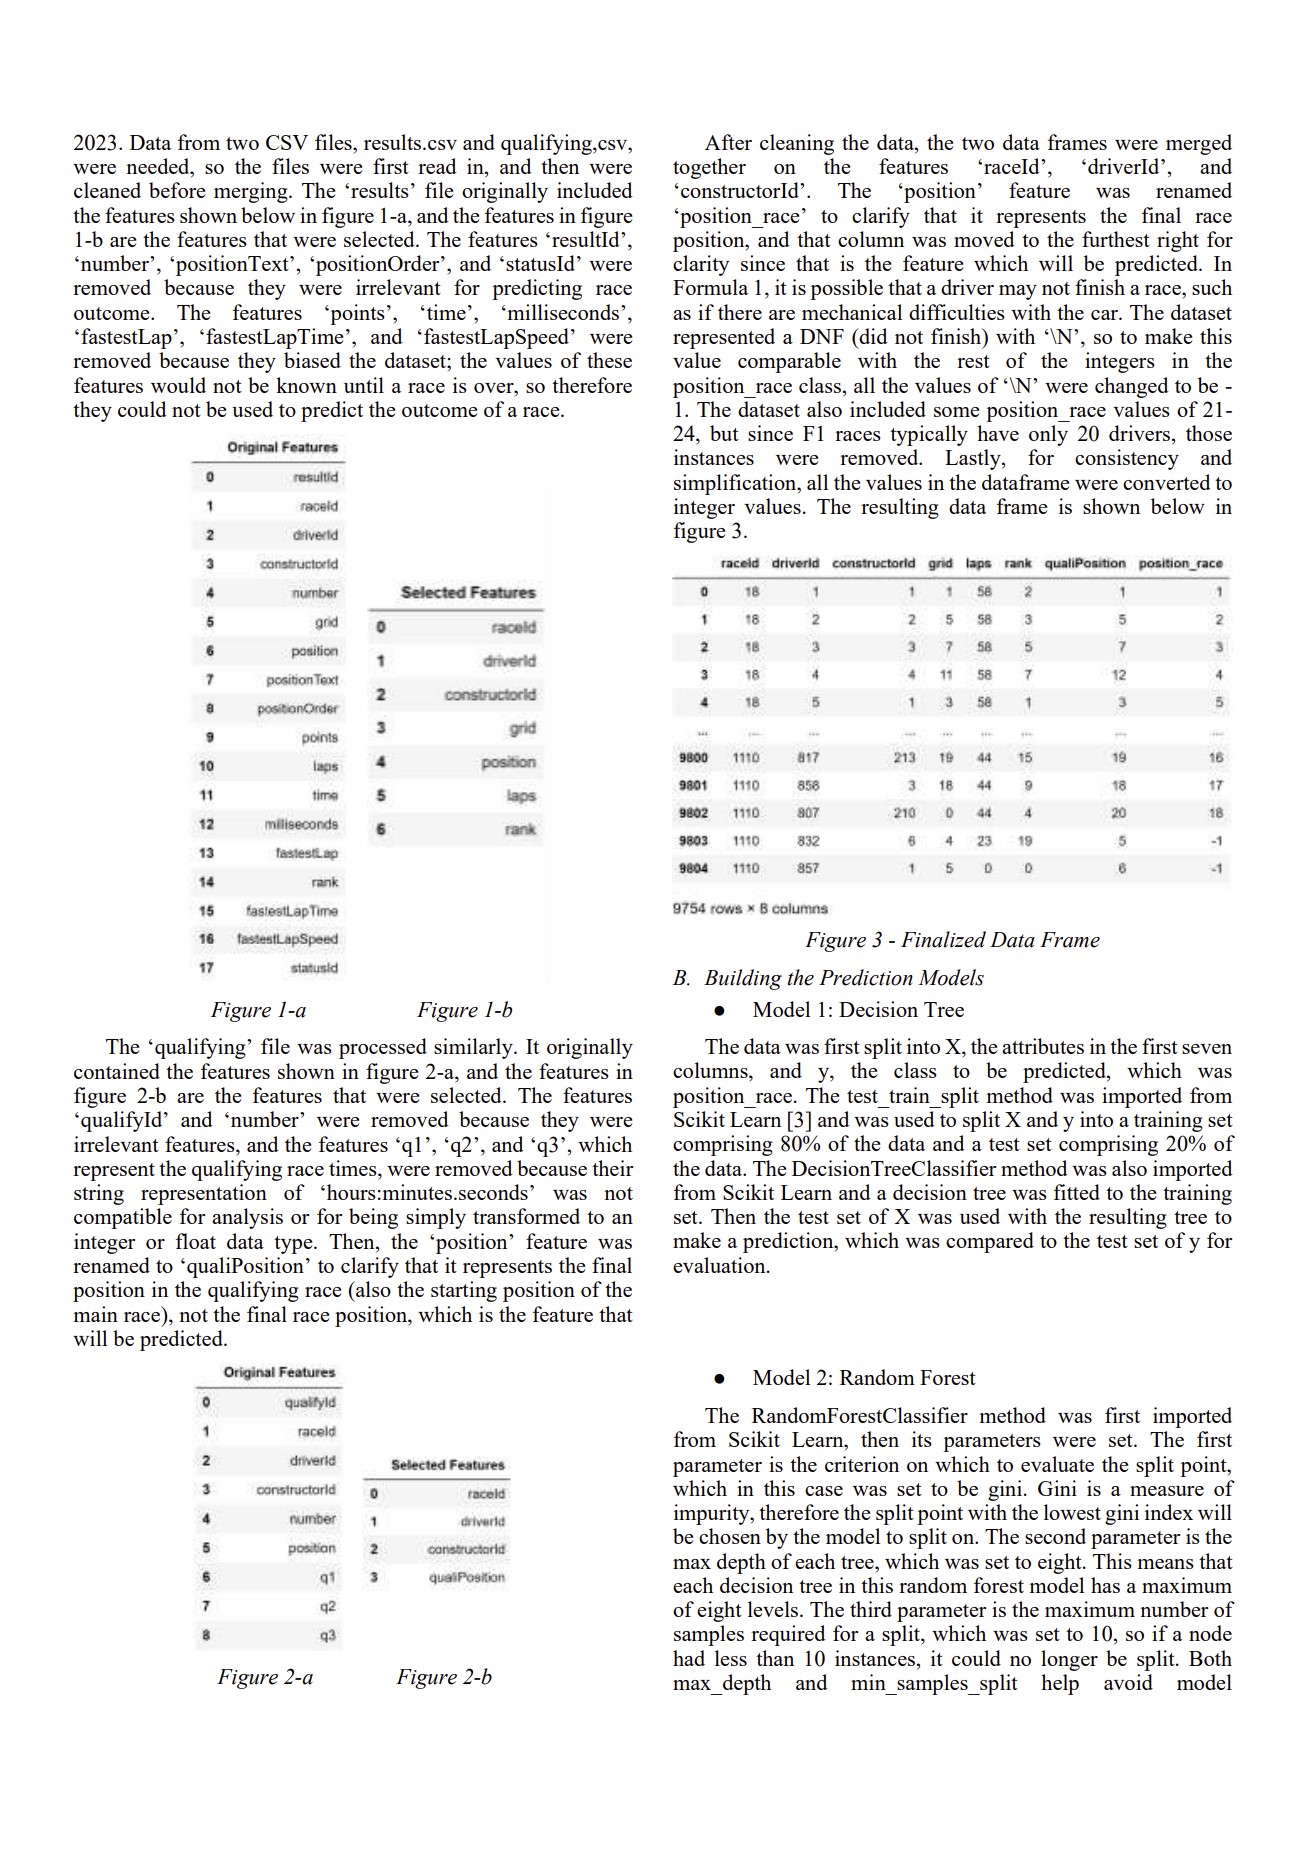 2023. Data from two CSV files, results.csv and qualifying,csv,
were needed, so the files were first read in, and then were
cleaned before merging. The ‘results’ file originally included
the features shown below in figure 1-a, and the features in figure
1-b are the features that were selected. The features ‘resultId’,
‘number’, ‘positionText’, ‘positionOrder’, and ‘statusId’ were
removed because they were irrelevant for predicting race
outcome. The features ‘points’, ‘time’, ‘milliseconds’,
‘fastestLap’, ‘fastestLapTime’, and ‘fastestLapSpeed’ were
removed because they biased the dataset; the values of these
features would not be known until a race is over, so therefore
they could not be used to predict the outcome of a race.
Original Features
0 resultId
1 raceId
2 driverId
3 constructorId
4 number
5 grid
6 position
7 positionText
8 positionOrder
9 points
10 laps
11 time
12 milliseconds
13 fastestLap
14 rank
15 fastestLapTime
16 fastestLapSpeed
17 statusId
Selected Features
0 raceId
1 driverId
2 constructorId
3 grid
4 position
5 laps
6 rank
Figure 1-a Figure 1-b
The ‘qualifying’ file was processed similarly. It originally
contained the features shown in figure 2-a, and the features in
figure 2-b are the features that were selected. The features
‘qualifyId’ and ‘number’ were removed because they were
irrelevant features, and the features ‘q1’, ‘q2’, and ‘q3’, which
represent the qualifying race times, were removed because their
string representation of ‘hours:minutes.seconds’ was not
compatible for analysis or for being simply transformed to an
integer or float data type. Then, the ‘position’ feature was
renamed to ‘qualiPosition’ to clarify that it represents the final
position in the qualifying race (also the starting position of the
main race), not the final race position, which is the feature that
will be predicted.
Original Features
0 qualifyId
1 raceId
2 driverId
3 constructorId
4 number
5 position
6 q1
7 q2
8 q3
Selected Features
0 raceId
1 driverId
2 constructorId
3 qualiPosition
Figure 2-a Figure 2-b
After cleaning the data, the two data frames were merged
together on the features ‘raceId’, ‘driverId’, and
‘constructorId’. The ‘position’ feature was renamed
‘position_race’ to clarify that it represents the final race
position, and that column was moved to the furthest right for
clarity since that is the feature which will be predicted. In
Formula 1, it is possible that a driver may not finish a race, such
as if there are mechanical difficulties with the car. The dataset
represented a DNF (did not finish) with ‘\N’, so to make this
value comparable with the rest of the integers in the
position_race class, all the values of ‘\N’ were changed to be -
1. The dataset also included some position_race values of 21-
24, but since F1 races typically have only 20 drivers, those
instances were removed. Lastly, for consistency and
simplification, all the values in the dataframe were converted to
integer values. The resulting data frame is shown below in
figure 3.
raceId driverId constructorId grid laps rank qualiPosition position_race
0 18 1 1 1 58 2 1 1
1 18 2 2 5 58 3 5 2
2 18 3 3 7 58 5 7 3
3 18 4 4 11 58 7 12 4
4 18 5 1 3 58 1 3 5
... ... ... ... ... ... ... ... ...
9800 1110 817 213 19 44 15 19 16
9801 1110 858 3 18 44 9 18 17
9802 1110 807 210 0 44 4 20 18
9803 1110 832 6 4 23 19 5 -1
9804 1110 857 1 5 0 0 6 -1
9754 rows × 8 columns
Figure 3 - Finalized Data Frame
B. Building the Prediction Models
● Model 1: Decision Tree
The data was first split into X, the attributes in the first seven
columns, and y, the class to be predicted, which was
position_race. The test_train_split method was imported from
Scikit Learn [3] and was used to split X and y into a training set
comprising 80% of the data and a test set comprising 20% of
the data. The DecisionTreeClassifier method was also imported
from Scikit Learn and a decision tree was fitted to the training
set. Then the test set of X was used with the resulting tree to
make a prediction, which was compared to the test set of y for
evaluation.
● Model 2: Random Forest
The RandomForestClassifier method was first imported
from Scikit Learn, then its parameters were set. The first
parameter is the criterion on which to evaluate the split point,
which in this case was set to be gini. Gini is a measure of
impurity, therefore the split point with the lowest gini index will
be chosen by the model to split on. The second parameter is the
max depth of each tree, which was set to eight. This means that
each decision tree in this random forest model has a maximum
of eight levels. The third parameter is the maximum number of
samples required for a split, which was set to 10, so if a node
had less than 10 instances, it could no longer be split. Both
max_depth and min_samples_split help avoid model